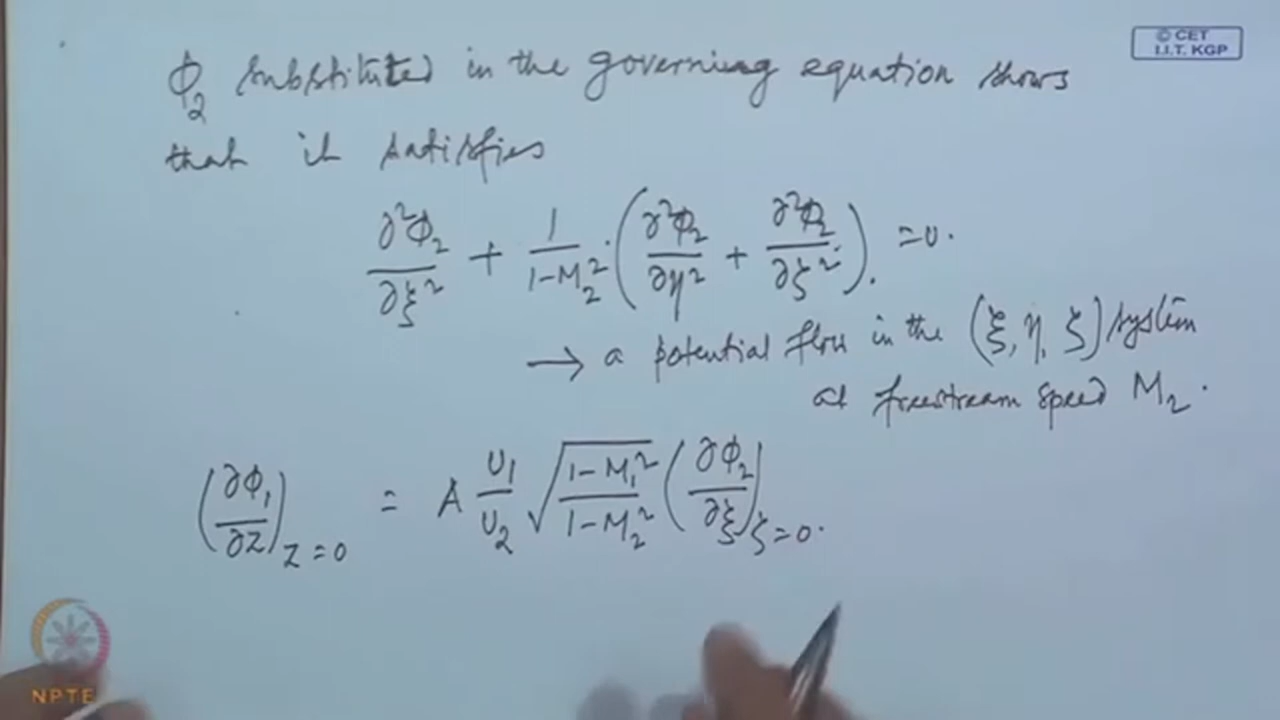 © CET
I.I.T. KGP
ϕ₂ substituted in the governing equation shows
that it satisfies
∂²ϕ₂/∂ξ² + 1/(1-M₂²) (∂²ϕ₂/∂η² + ∂²ϕ₂/∂ζ²) = 0.
→ a potential flow in the (ξ, η, ζ) system
at freestream speed M₂.
(∂ϕ₁/∂z)_{z=0} = A U₁/U₂ √((1-M₁²)/(1-M₂²)) (∂ϕ₂/∂ξ)_{ζ=0}.
NPTE